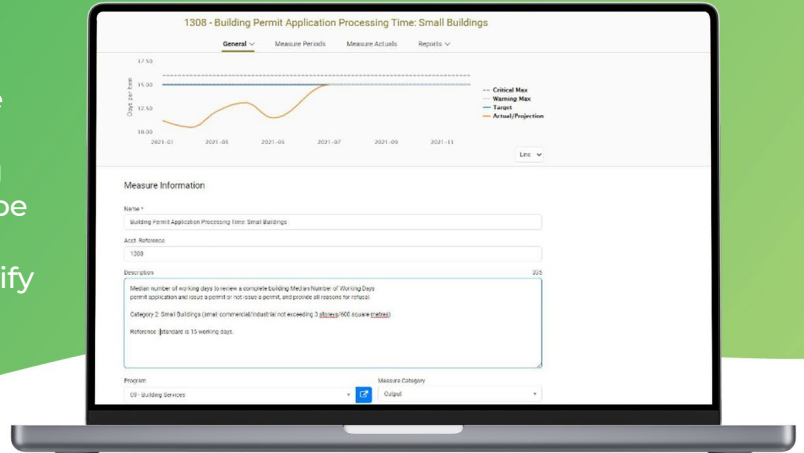 be
ify
1308 - Building Permit Application Processing Time: Small Buildings
General
Measure Periods
Measure Actuals
Reports
17.50
15.00
12.50
10.00
Days per Item
2021-03
2021-05
2021-07
2021-09
2021-11
Critical Max
Warning Max
Target
Actual/Projection
Line
Measure Information
Name *
Building Permit Application Processing Time: Small Buildings
Acct. Reference
1308
Description
335
Median number of working days to review a complete building Median Number of Working Days
permit application and issue a permit or not issue a permit, and provide all reasons for refusal.
Category 2: Small Buildings (small commercial/industrial not exceeding 3 storeys/600 square metres)
Reference: standard is 15 working days.
Program
Measure Category
09 - Building Services
Output